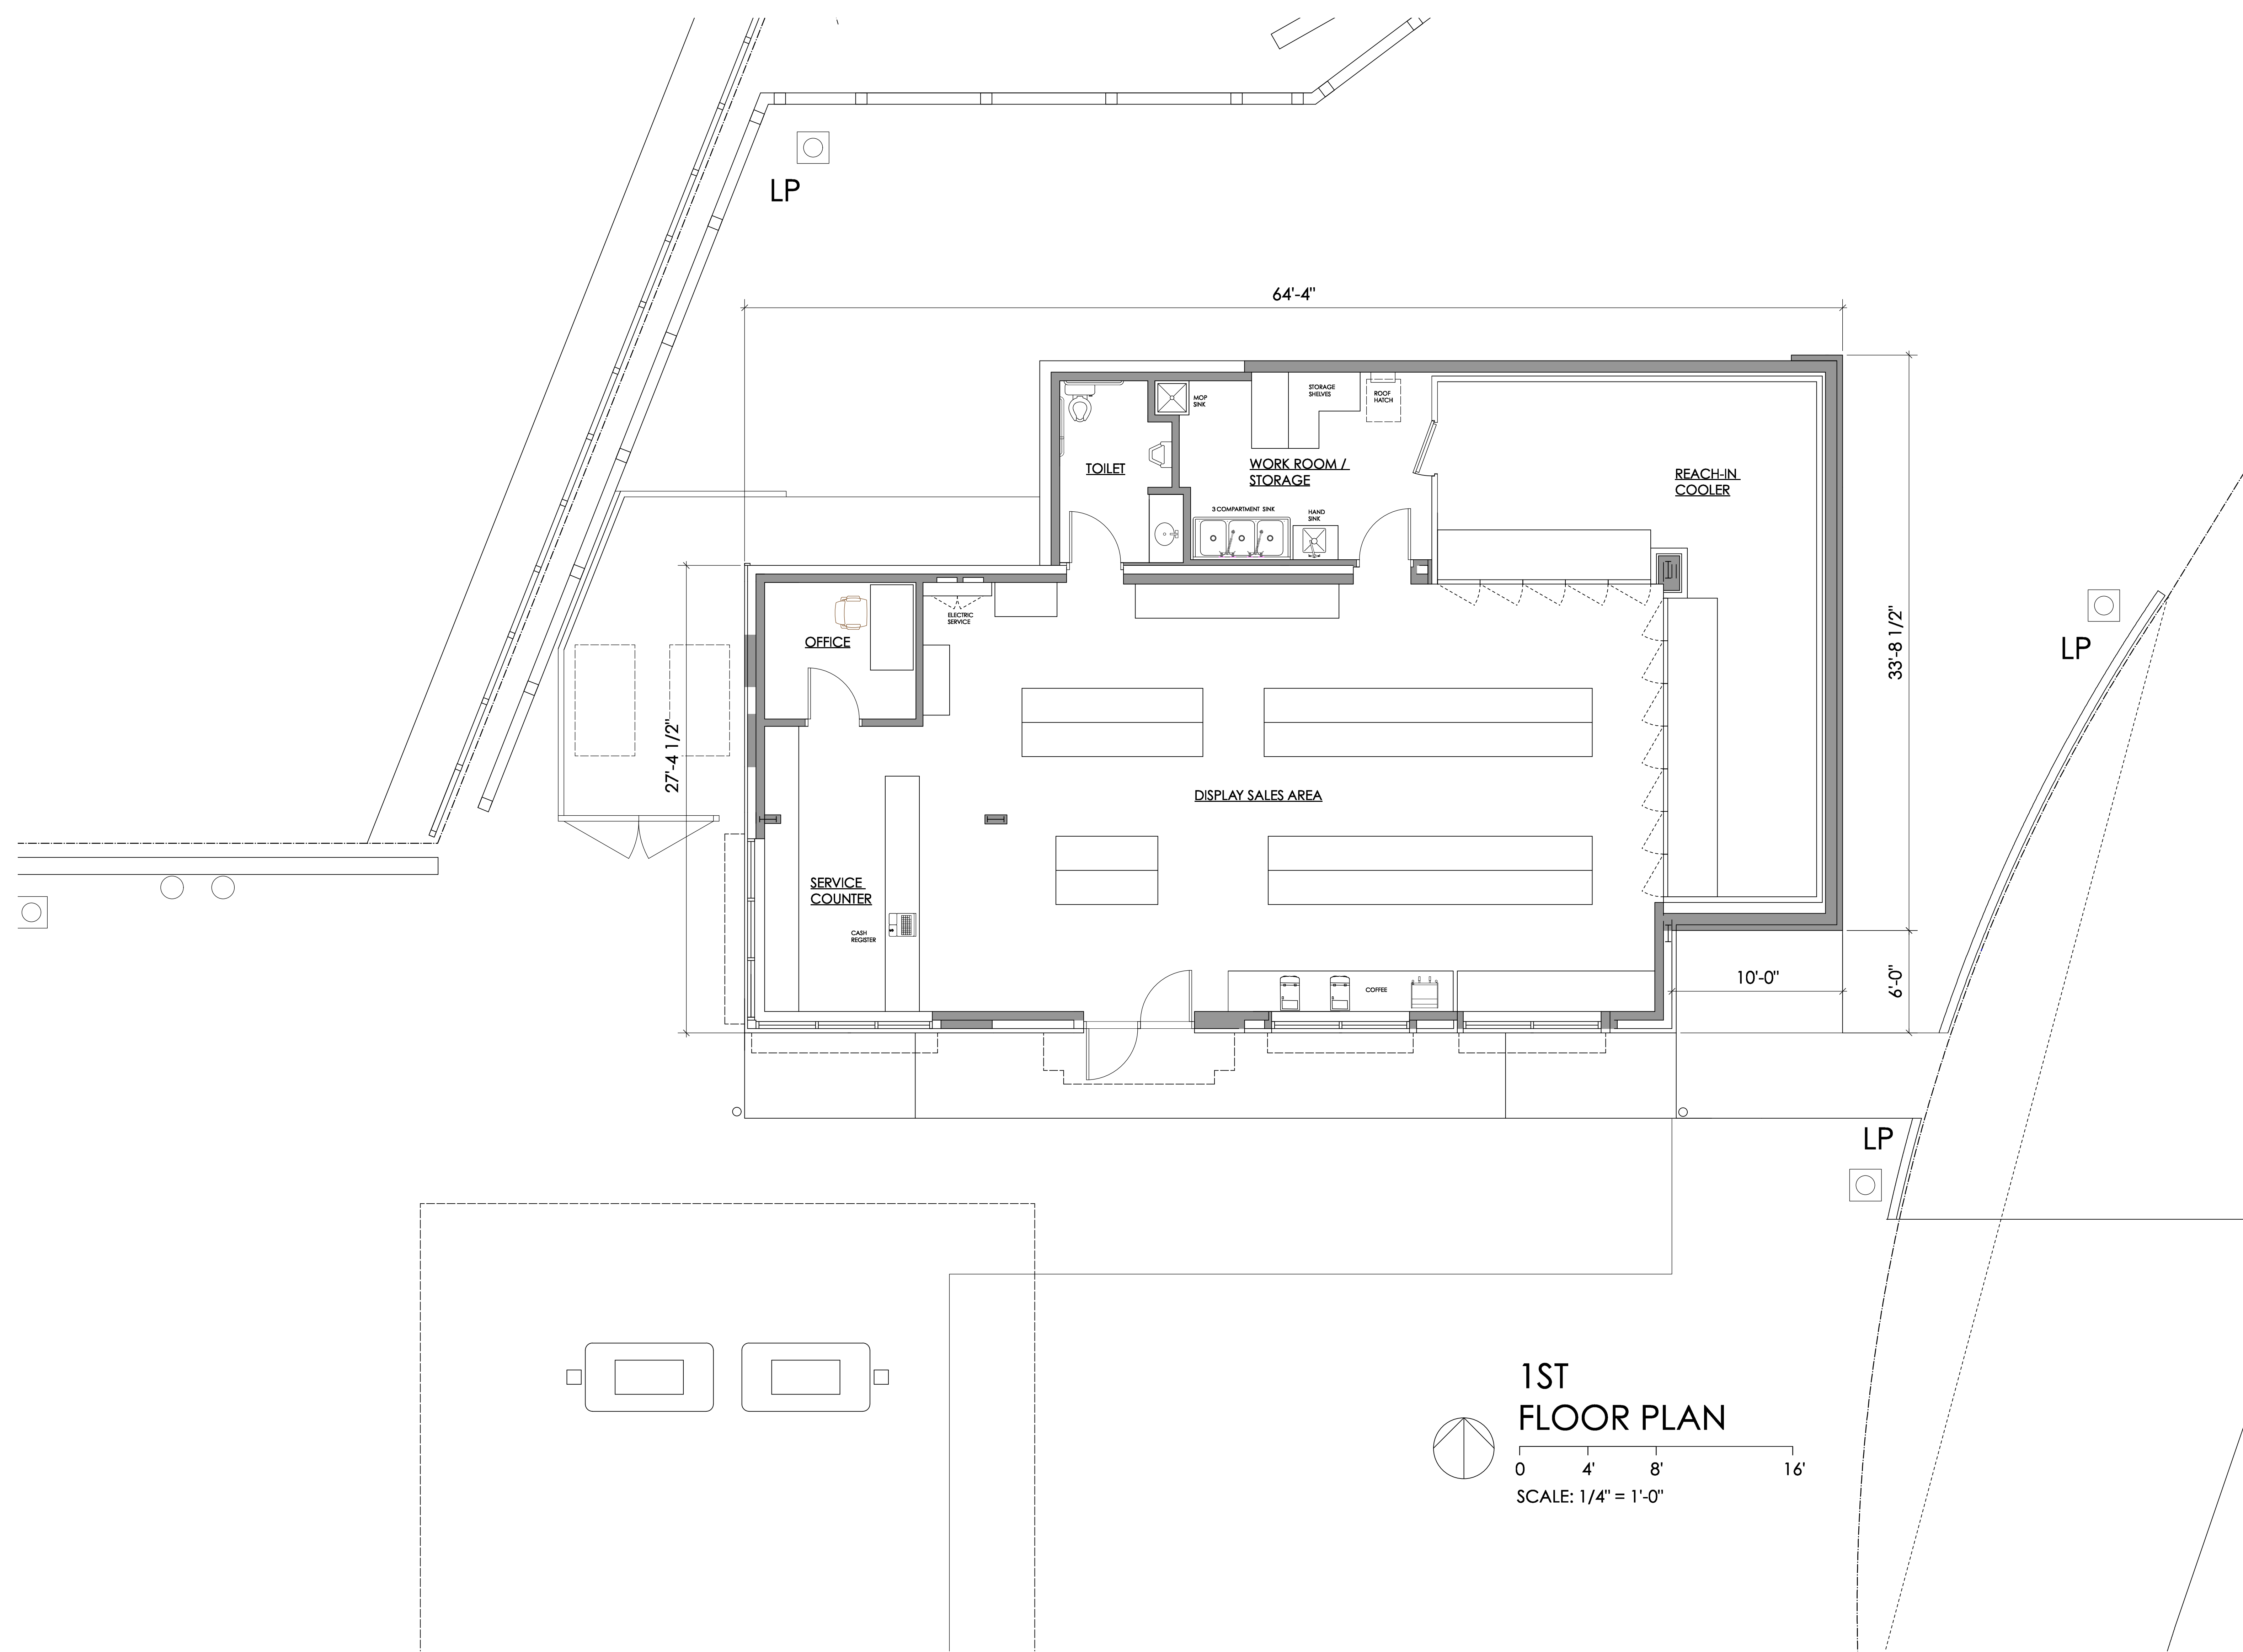 LP
64'-4"
STORAGE
SHELVES
ROOF
HATCH
MOP
SINK
TOILET
WORK ROOM /
STORAGE
REACH-IN
COOLER
3 COMPARTMENT SINK
HAND
SINK
ELECTRIC
SERVICE
OFFICE
33'-8 1/2"
LP
27'-4 1/2"
DISPLAY SALES AREA
SERVICE
COUNTER
CASH
REGISTER
COFFEE
10'-0"
6'-0"
LP
1ST
FLOOR PLAN
0 4' 8' 16'
SCALE: 1/4" = 1'-0"